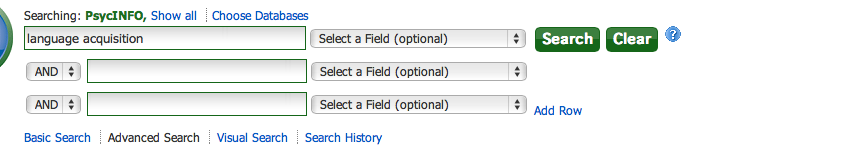 Searching: PsycINFO, Show all Choose Databases
language acquisition Select a Field (optional) Search Clear ?
AND Select a Field (optional)
AND Select a Field (optional) Add Row
Basic Search Advanced Search Visual Search Search History